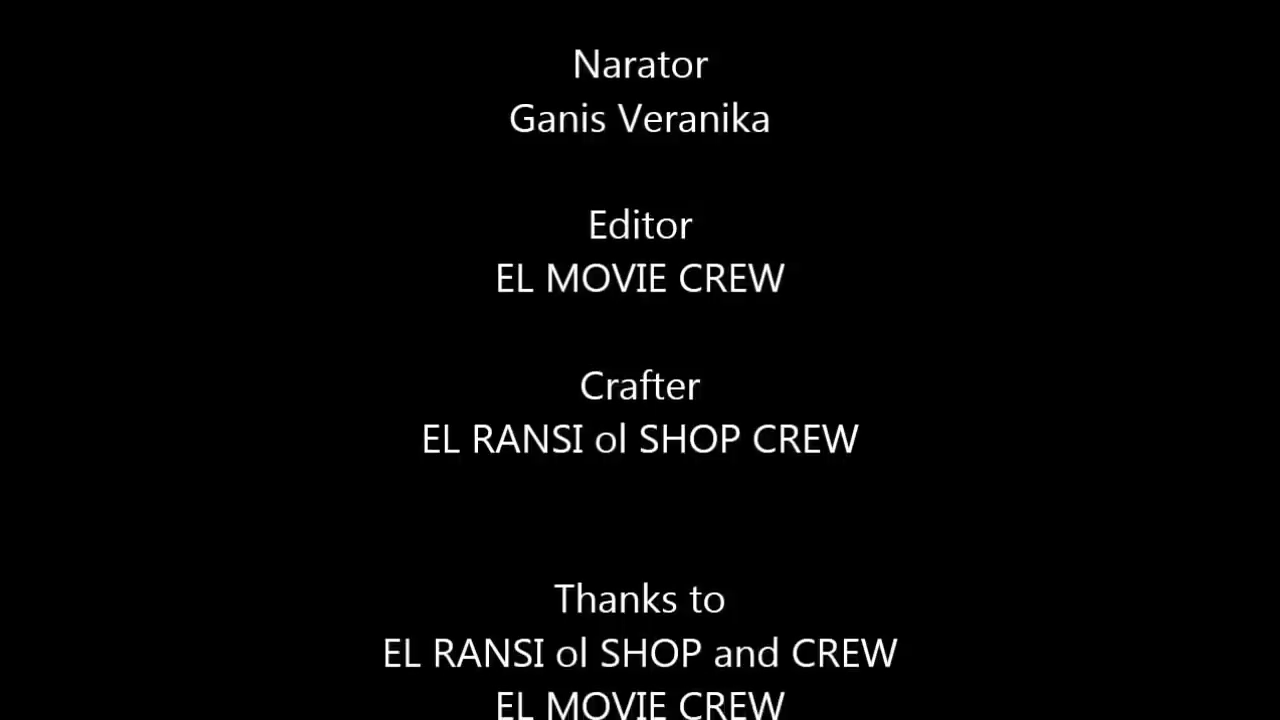 Narator
Ganis Veranika
Editor
EL MOVIE CREW
Crafter
EL RANSI ol SHOP CREW
Thanks to
EL RANSI ol SHOP and CREW
EL MOVIE CREW